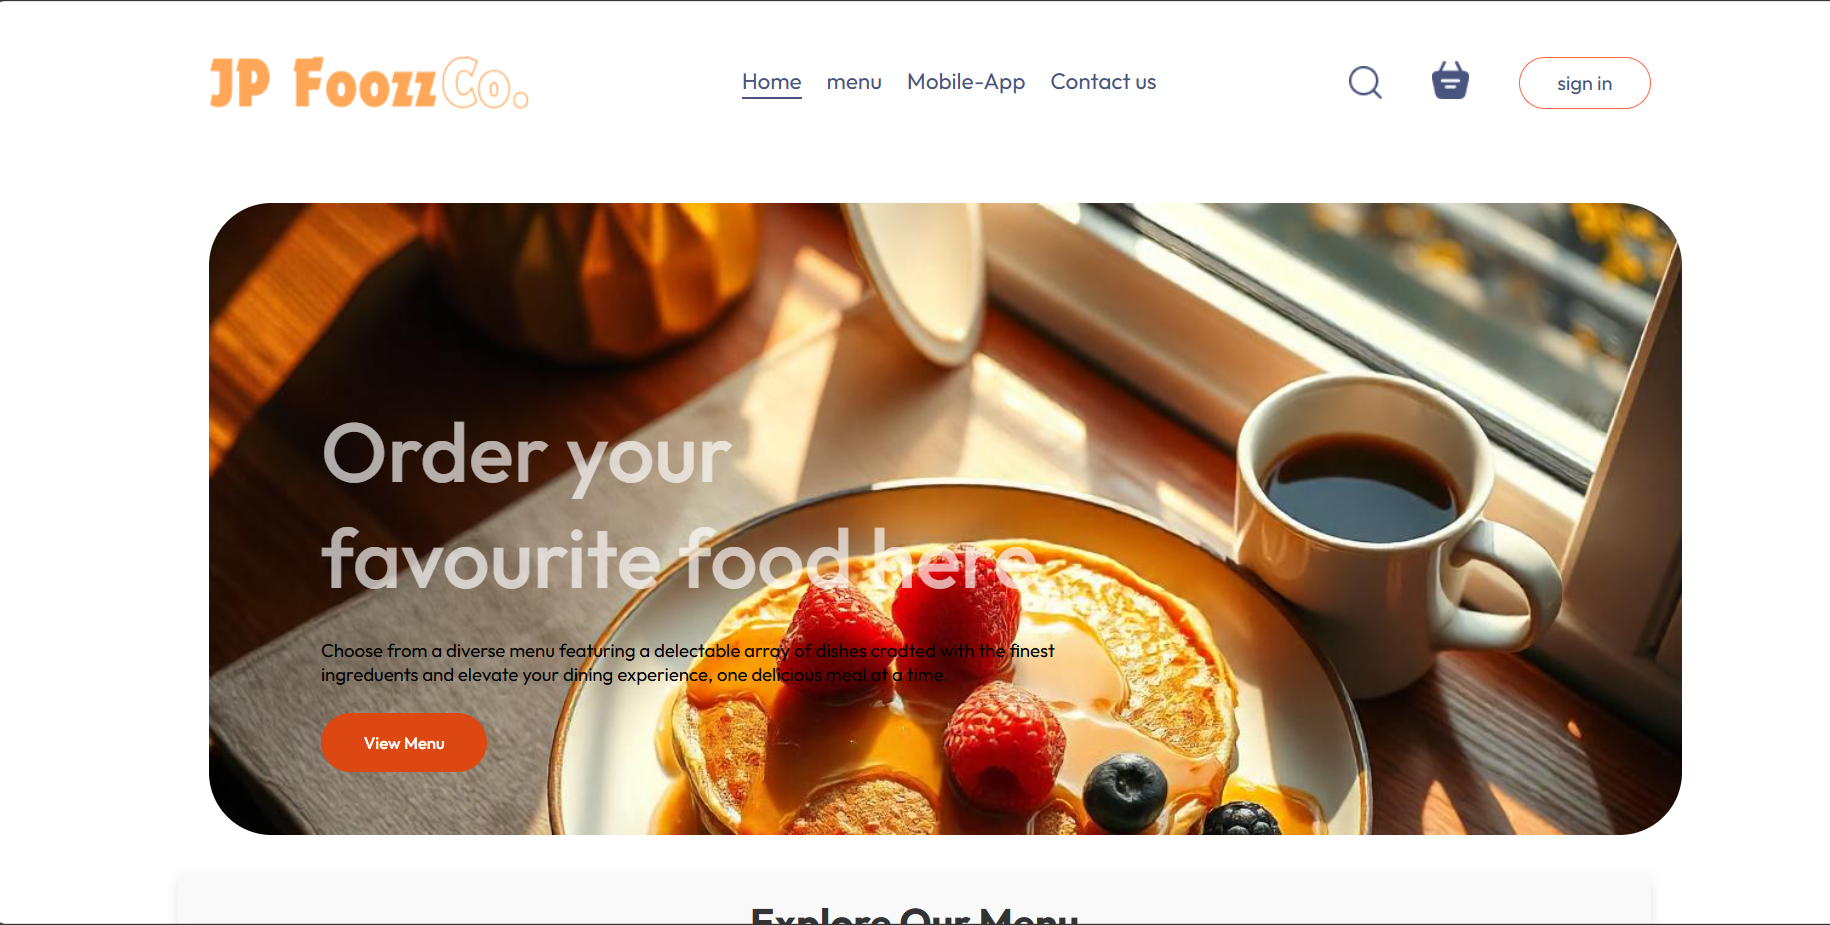 JP FoozzCo.
Home menu Mobile-App Contact us
sign in
Order your
favourite food here
Choose from a diverse menu featuring a delectable array of dishes cradted with the finest
ingreduents and elevate your dining experience, one delicious meal at a time.
View Menu
Explore Our Menu